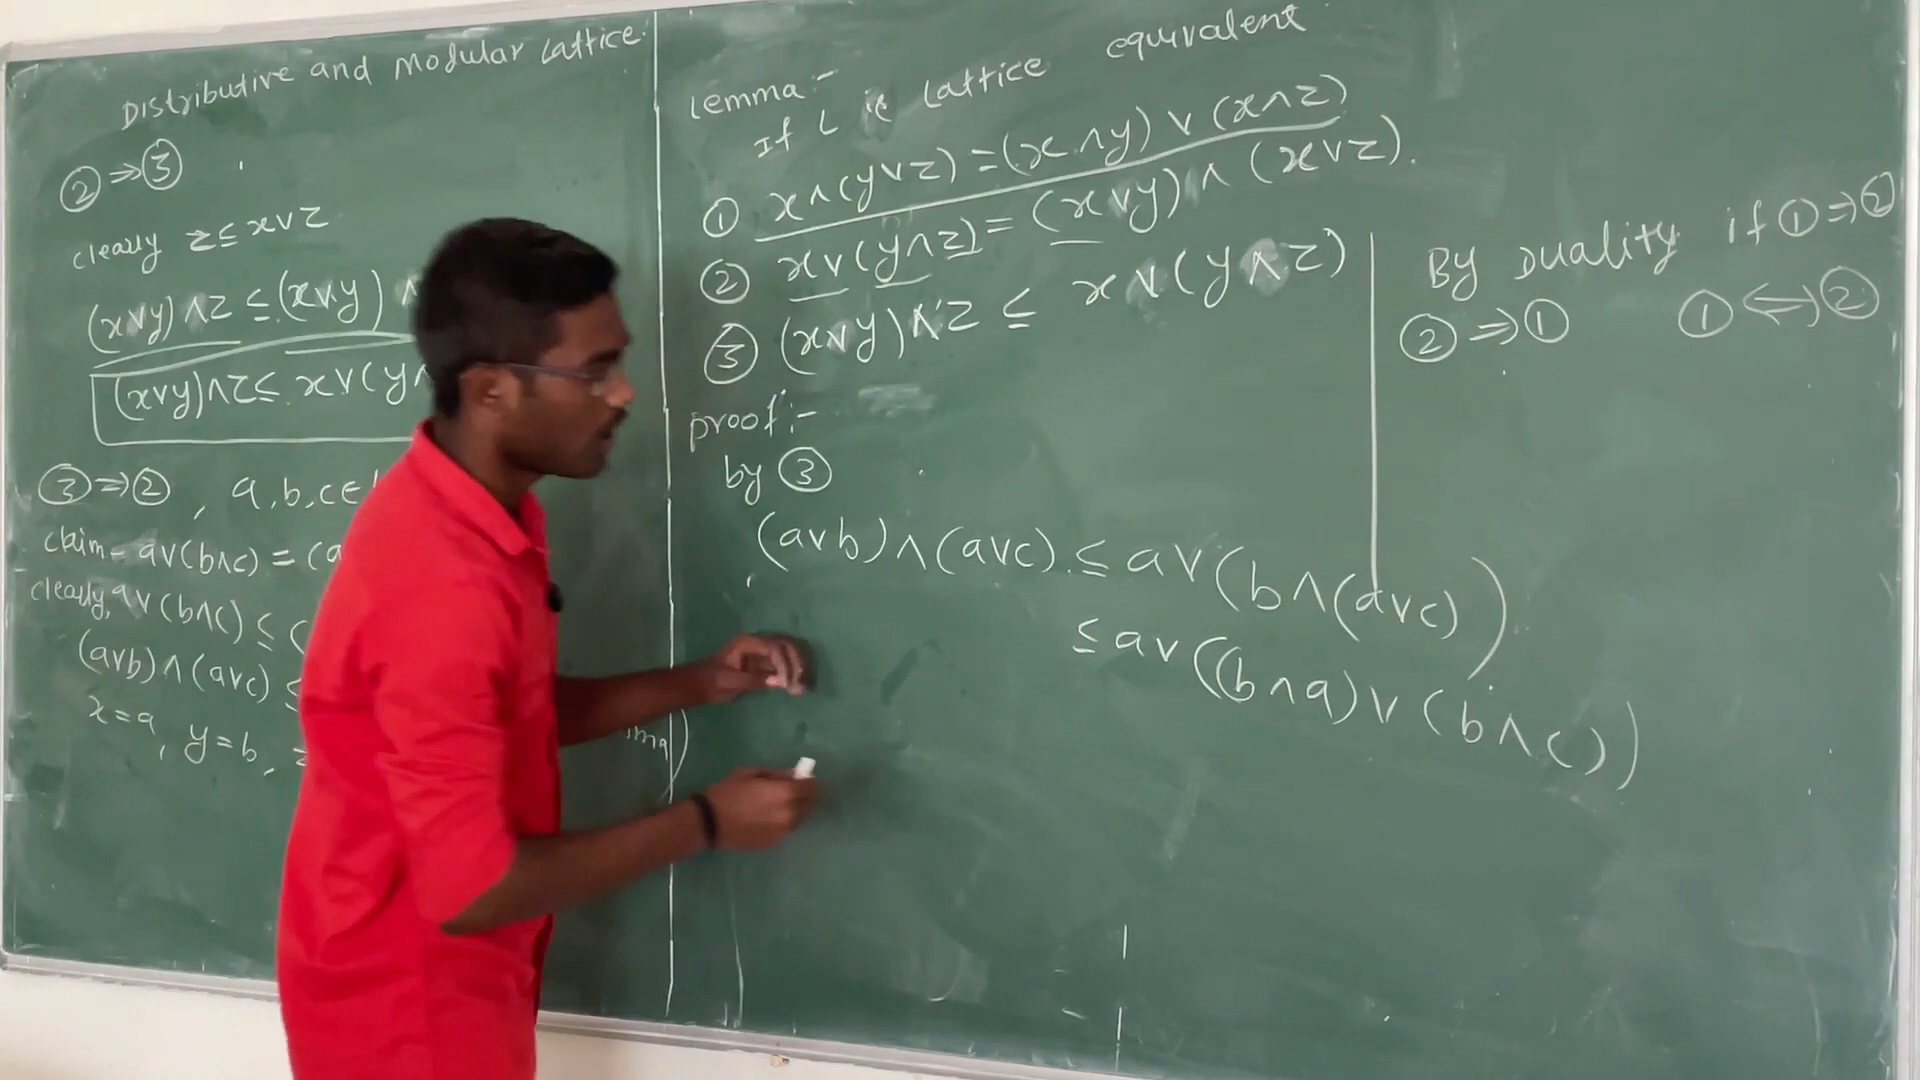 Distributive and Modular Lattice.
② ⇒ ③
clearly z ≤ x∨z
(x∨y)∧z ≤ (x∨y) ∧
(x∨y)∧z ≤ x∨(y∧
③ ⇒ ② , a,b,c∈
claim - a∨(b∧c) = (a
clearly, a∨(b∧c) ≤ (
(a∨b)∧(a∨c) ≤
x=a, y=b, z
Lemma :-
If L is Lattice equivalent
① x∧(y∨z) = (x∧y) ∨ (x∧z)
② x∨(y∧z) = (x∨y) ∧ (x∨z).
③ (x∨y)∧z ≤ x∨(y∧z)
proof :-
by ③
(a∨b)∧(a∨c) ≤ a∨(b∧(a∨c))
≤ a∨((b∧a)∨(b∧c))
By Duality if ① ⇒ ②
② ⇒ ① ① ⟺ ②